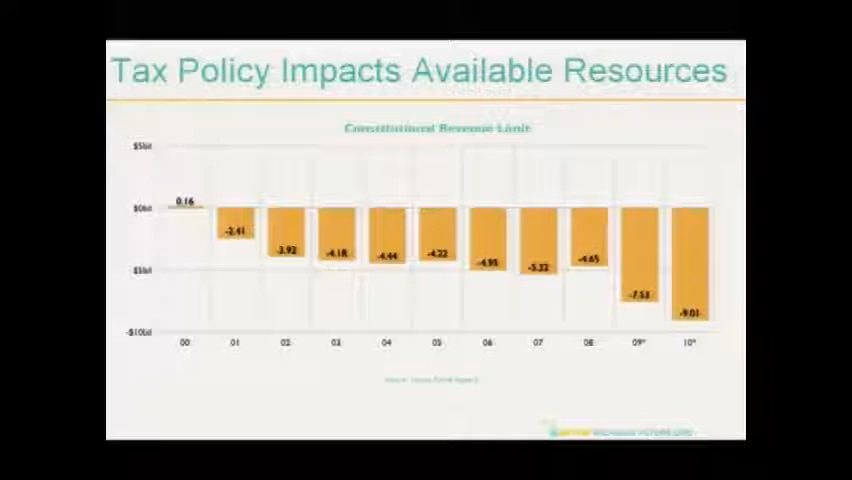 Tax Policy Impacts Available Resources
Constitutional Revenue Limit
$5bil
$0bil
-$5bil
-$10bil
0.16
-2.41
-3.92
-4.18
-4.44
-4.22
-4.95
-5.32
-4.65
-7.53
-9.01
00 01 02 03 04 05 06 07 08 09* 10*